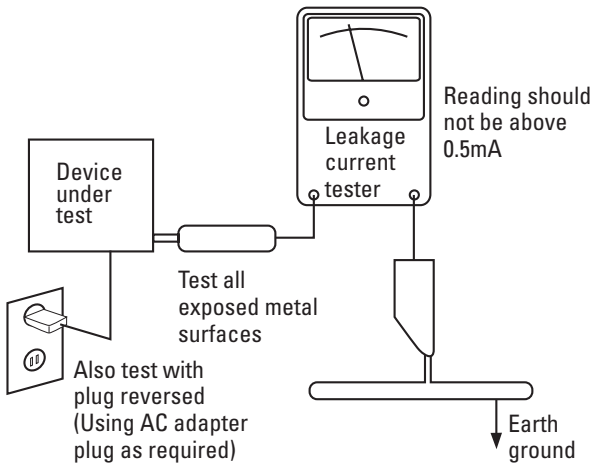 Reading should
not be above
0.5mA
Leakage
current
tester
Device
under
test
Test all
exposed metal
surfaces
Also test with
plug reversed
(Using AC adapter
plug as required)
Earth
ground